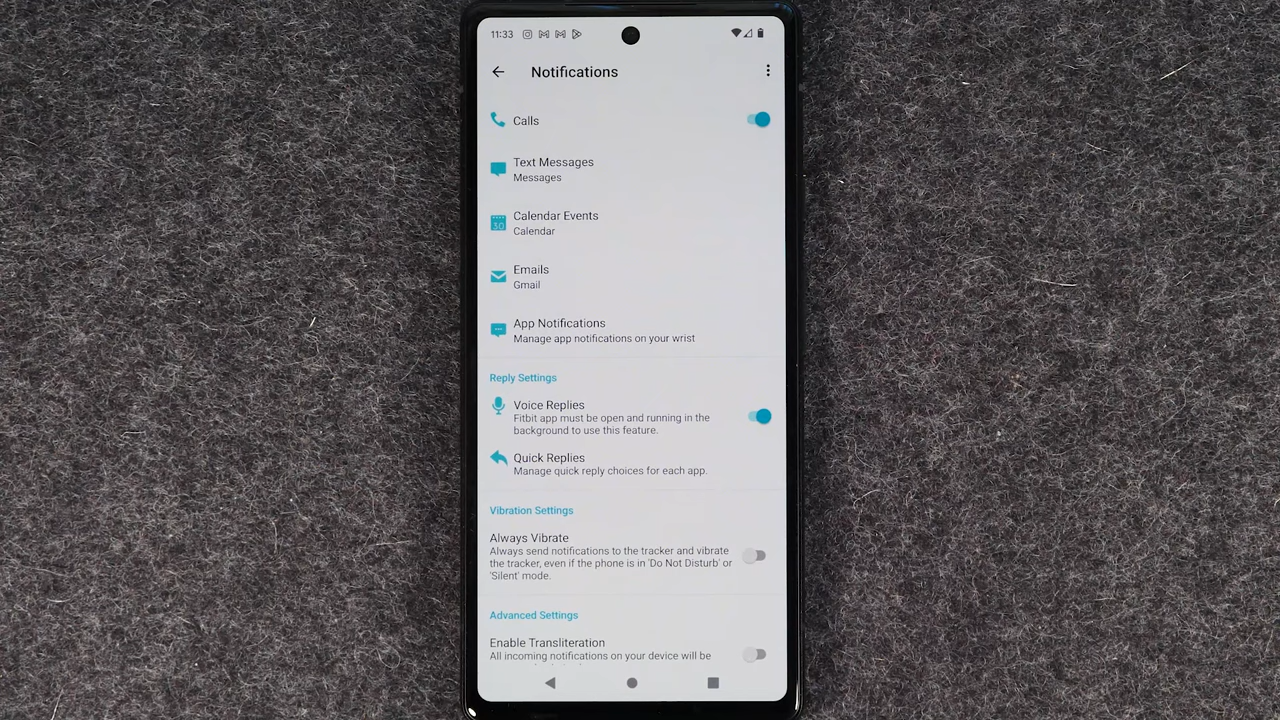 11:33
Notifications
Calls
Text Messages
Messages
30
Calendar Events
Calendar
Emails
Gmail
App Notifications
Manage app notifications on your wrist
Reply Settings
Voice Replies
Fitbit app must be open and running in the
background to use this feature.
Quick Replies
Manage quick reply choices for each app.
Vibration Settings
Always Vibrate
Always send notifications to the tracker and vibrate
the tracker, even if the phone is in 'Do Not Disturb' or
'Silent' mode.
Advanced Settings
Enable Transliteration
All incoming notifications on your device will be